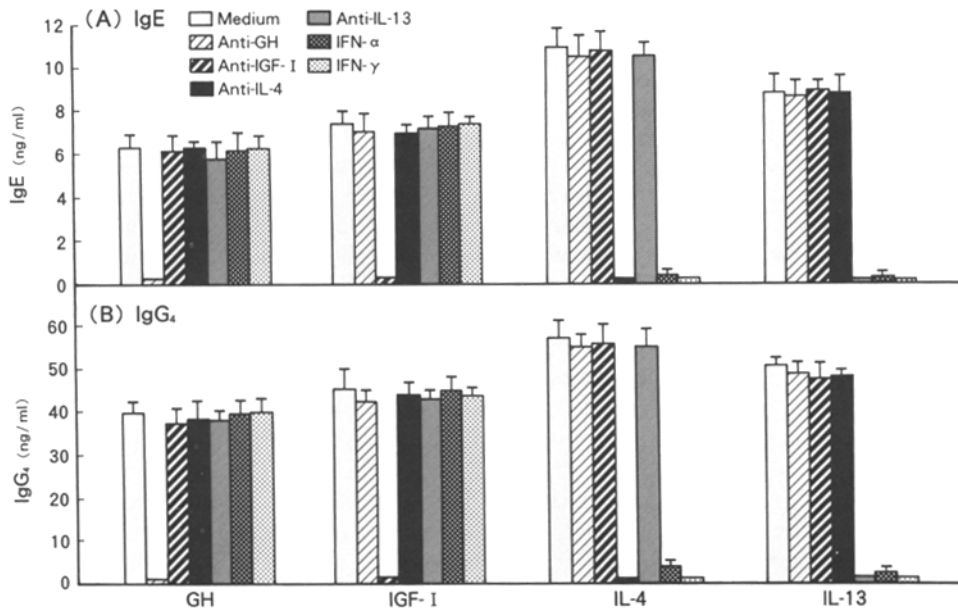 (A) IgE
Medium
Anti-GH
Anti-IGF-I
Anti-IL-4
Anti-IL-13
IFN-α
IFN-γ
IgE (ng/ml)
12
10
8
6
4
2
0
(B) IgG₄
IgG₄ (ng/ml)
60
50
40
30
20
10
0
GH IGF-I IL-4 IL-13